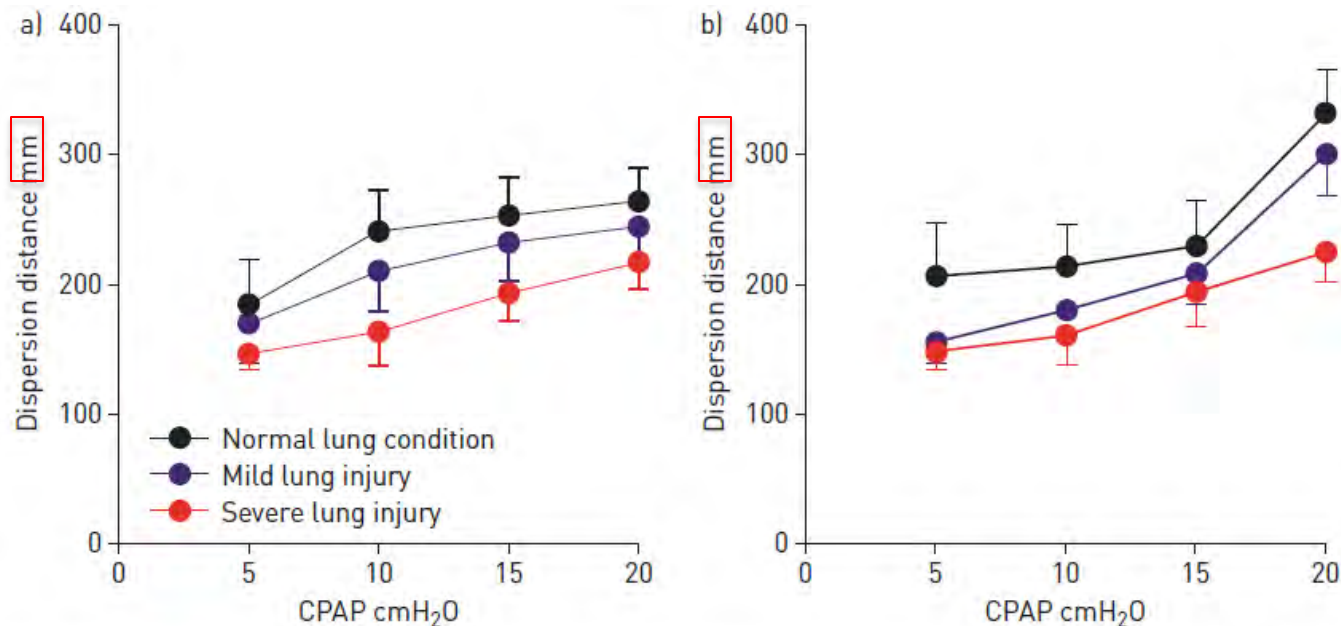 a)
400
300
200
100
0
Dispersion distance mm
Normal lung condition
Mild lung injury
Severe lung injury
0 5 10 15 20
CPAP cmH₂O
b)
400
300
200
100
0
Dispersion distance mm
0 5 10 15 20
CPAP cmH₂O